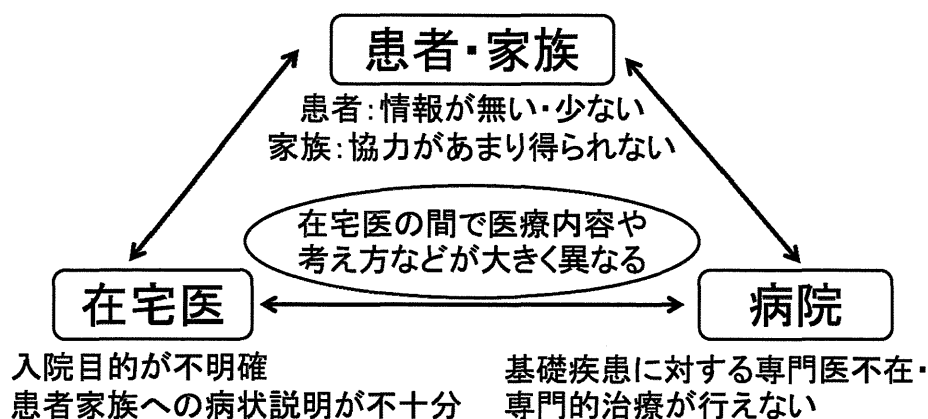 患者・家族
患者:情報が無い・少ない
家族:協力があまり得られない
在宅医の間で医療内容や
考え方などが大きく異なる
在宅医
病院
入院目的が不明確
患者家族への病状説明が不十分
基礎疾患に対する専門医不在・
専門的治療が行えない